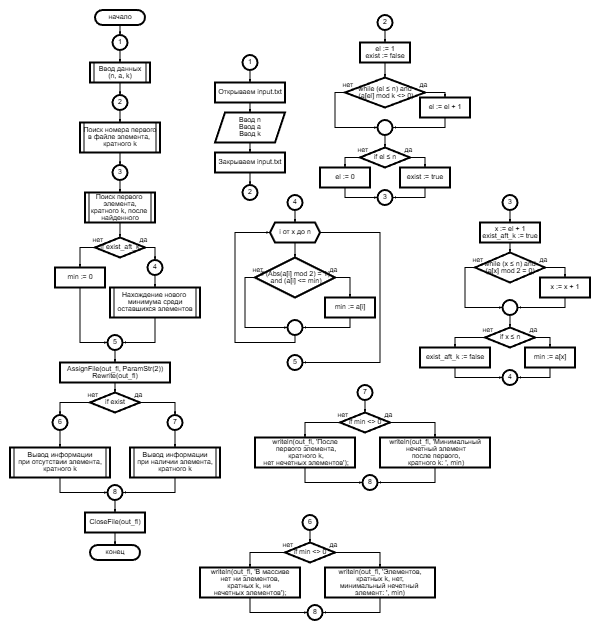 начало
1
Ввод данных
(n, a, k)
2
Поиск номера первого
в файле элемента,
кратного k
3
Поиск первого
элемента,
кратного k, после
найденного
нет
да
if exist_aft_k
4
min := 0
Нахождение нового
минимума среди
оставшихся элементов
5
AssignFile(out_fl, ParamStr(2))
Rewrite(out_fl)
нет
да
if exist
6
7
Вывод информации
при отсутствии элемента,
кратного k
Вывод информации
при наличии элемента,
кратного k
8
CloseFile(out_fl)
конец
1
Открываем input.txt
Ввод n
Ввод a
Ввод k
Закрываем input.txt
2
2
el := 1
exist := false
нет
да
while (el ≤ n) and
(a[el] mod k <> 0)
el := el + 1
нет
да
if el ≤ n
el := 0
exist := true
3
4
i от x до n
нет
да
(Abs(a[i] mod 2) =
and (a[i] <= min)
min := a[i]
5
3
x := el + 1
exist_aft_k := true
нет
да
while (x ≤ n) and
(a[x] mod 2 = 0)
x := x + 1
нет
да
if x ≤ n
exist_aft_k := false
min := a[x]
4
7
нет
да
if min <> 0
writeln(out_fl, 'После
первого элемента,
кратного k,
нет нечетных элементов');
writeln(out_fl, 'Минимальный
нечетный элемент
после первого,
кратного k: ', min)
8
6
нет
да
if min <> 0
writeln(out_fl, 'В массиве
нет ни элементов,
кратных k, ни
нечетных элементов');
writeln(out_fl, 'Элементов,
кратных k, нет,
минимальный нечетный
элемент: ', min)
8